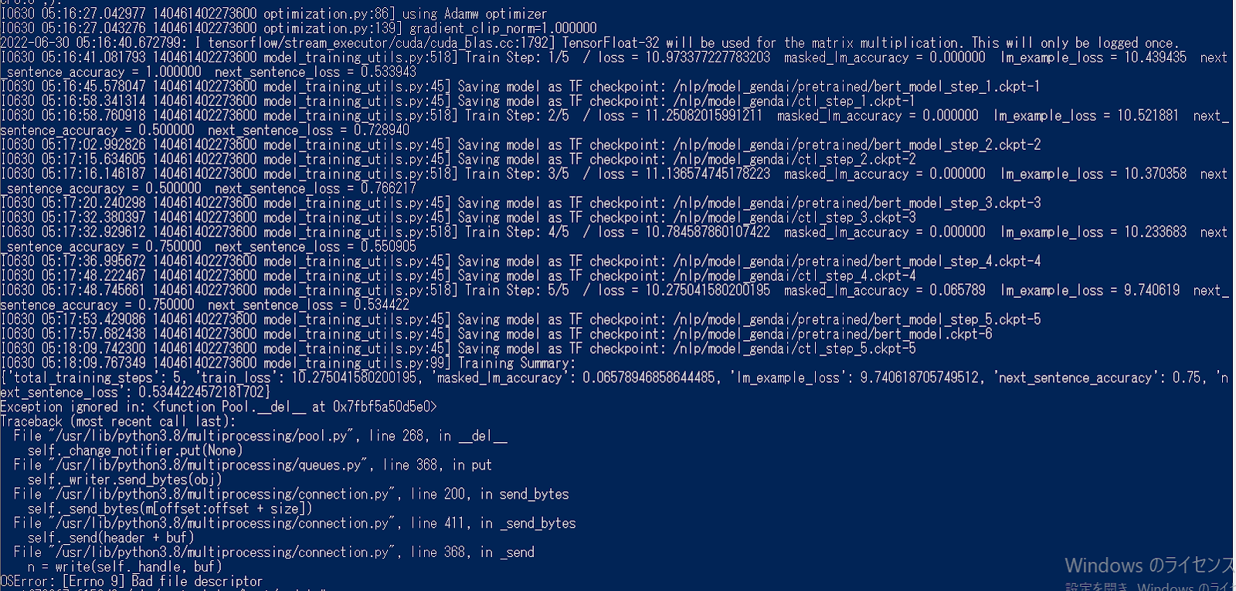 I0630 05:16:27.042977 140461402273600 optimization.py:86] using Adamw optimizer
I0630 05:16:27.042976 140461402273600 optimization.py:139] gradient_clip_norm=1.000000
2022-06-30 05:16:40.672799: I tensorflow/stream_executor/cuda/cuda_blas.cc:1792] TensorFloat-32 will be used for the matrix multiplication. This will only be logged once.
I0630 05:16:41.081793 140461402273600 model_training_utils.py:518] Train Step: 1/5  / loss = 10.973377227783203  masked_lm_accuracy = 0.000000  lm_example_loss = 10.439435  next
_sentence_accuracy = 1.000000  next_sentence_loss = 0.533943
I0630 05:16:45.578047 140461402273600 model_training_utils.py:45] Saving model as TF checkpoint: /nlp/model_gendai/pretrained/bert_model_step_1.ckpt-1
I0630 05:16:58.341314 140461402273600 model_training_utils.py:45] Saving model as TF checkpoint: /nlp/model_gendai/ctl_step_1.ckpt-1
I0630 05:16:58.760918 140461402273600 model_training_utils.py:518] Train Step: 2/5  / loss = 11.25082015991211  masked_lm_accuracy = 0.000000  lm_example_loss = 10.521881  next_
sentence_accuracy = 0.500000  next_sentence_loss = 0.728940
I0630 05:17:02.992826 140461402273600 model_training_utils.py:45] Saving model as TF checkpoint: /nlp/model_gendai/pretrained/bert_model_step_2.ckpt-2
I0630 05:17:15.634605 140461402273600 model_training_utils.py:45] Saving model as TF checkpoint: /nlp/model_gendai/ctl_step_2.ckpt-2
I0630 05:17:16.146187 140461402273600 model_training_utils.py:518] Train Step: 3/5  / loss = 11.136574745178223  masked_lm_accuracy = 0.000000  lm_example_loss = 10.370358  next
_sentence_accuracy = 0.500000  next_sentence_loss = 0.766217
I0630 05:17:20.240298 140461402273600 model_training_utils.py:45] Saving model as TF checkpoint: /nlp/model_gendai/pretrained/bert_model_step_3.ckpt-3
I0630 05:17:32.380397 140461402273600 model_training_utils.py:45] Saving model as TF checkpoint: /nlp/model_gendai/ctl_step_3.ckpt-3
I0630 05:17:32.929612 140461402273600 model_training_utils.py:518] Train Step: 4/5  / loss = 10.784587860107422  masked_lm_accuracy = 0.000000  lm_example_loss = 10.233683  next
_sentence_accuracy = 0.750000  next_sentence_loss = 0.550905
I0630 05:17:36.995672 140461402273600 model_training_utils.py:45] Saving model as TF checkpoint: /nlp/model_gendai/pretrained/bert_model_step_4.ckpt-4
I0630 05:17:48.222467 140461402273600 model_training_utils.py:45] Saving model as TF checkpoint: /nlp/model_gendai/ctl_step_4.ckpt-4
I0630 05:17:48.745661 140461402273600 model_training_utils.py:518] Train Step: 5/5  / loss = 10.275041580200195  masked_lm_accuracy = 0.065789  lm_example_loss = 9.740619  next_
sentence_accuracy = 0.750000  next_sentence_loss = 0.534422
I0630 05:17:53.429086 140461402273600 model_training_utils.py:45] Saving model as TF checkpoint: /nlp/model_gendai/pretrained/bert_model_step_5.ckpt-5
I0630 05:17:57.682438 140461402273600 model_training_utils.py:45] Saving model as TF checkpoint: /nlp/model_gendai/pretrained/bert_model.ckpt-6
I0630 05:18:09.742300 140461402273600 model_training_utils.py:45] Saving model as TF checkpoint: /nlp/model_gendai/ctl_step_5.ckpt-5
I0630 05:18:09.767349 140461402273600 model_training_utils.py:99] Training Summary:
{'total_training_steps': 5, 'train_loss': 10.275041580200195, 'masked_lm_accuracy': 0.06578946858644485, 'lm_example_loss': 9.740618705749512, 'next_sentence_accuracy': 0.75, 'n
ext_sentence_loss': 0.5344224572181702}
Exception ignored in: <function Pool.__del__ at 0x7fbf5a50d5e0>
Traceback (most recent call last):
  File "/usr/lib/python3.8/multiprocessing/pool.py", line 268, in __del__
    self._change_notifier.put(None)
  File "/usr/lib/python3.8/multiprocessing/queues.py", line 368, in put
    self._writer.send_bytes(obj)
  File "/usr/lib/python3.8/multiprocessing/connection.py", line 200, in send_bytes
    self._send_bytes(m[offset:offset + size])
  File "/usr/lib/python3.8/multiprocessing/connection.py", line 411, in _send_bytes
    self._send(header + buf)
  File "/usr/lib/python3.8/multiprocessing/connection.py", line 368, in _send
    n = write(self._handle, buf)
OSError: [Errno 9] Bad file descriptor
Windows のライセンス
設定を開き、Windows のライ